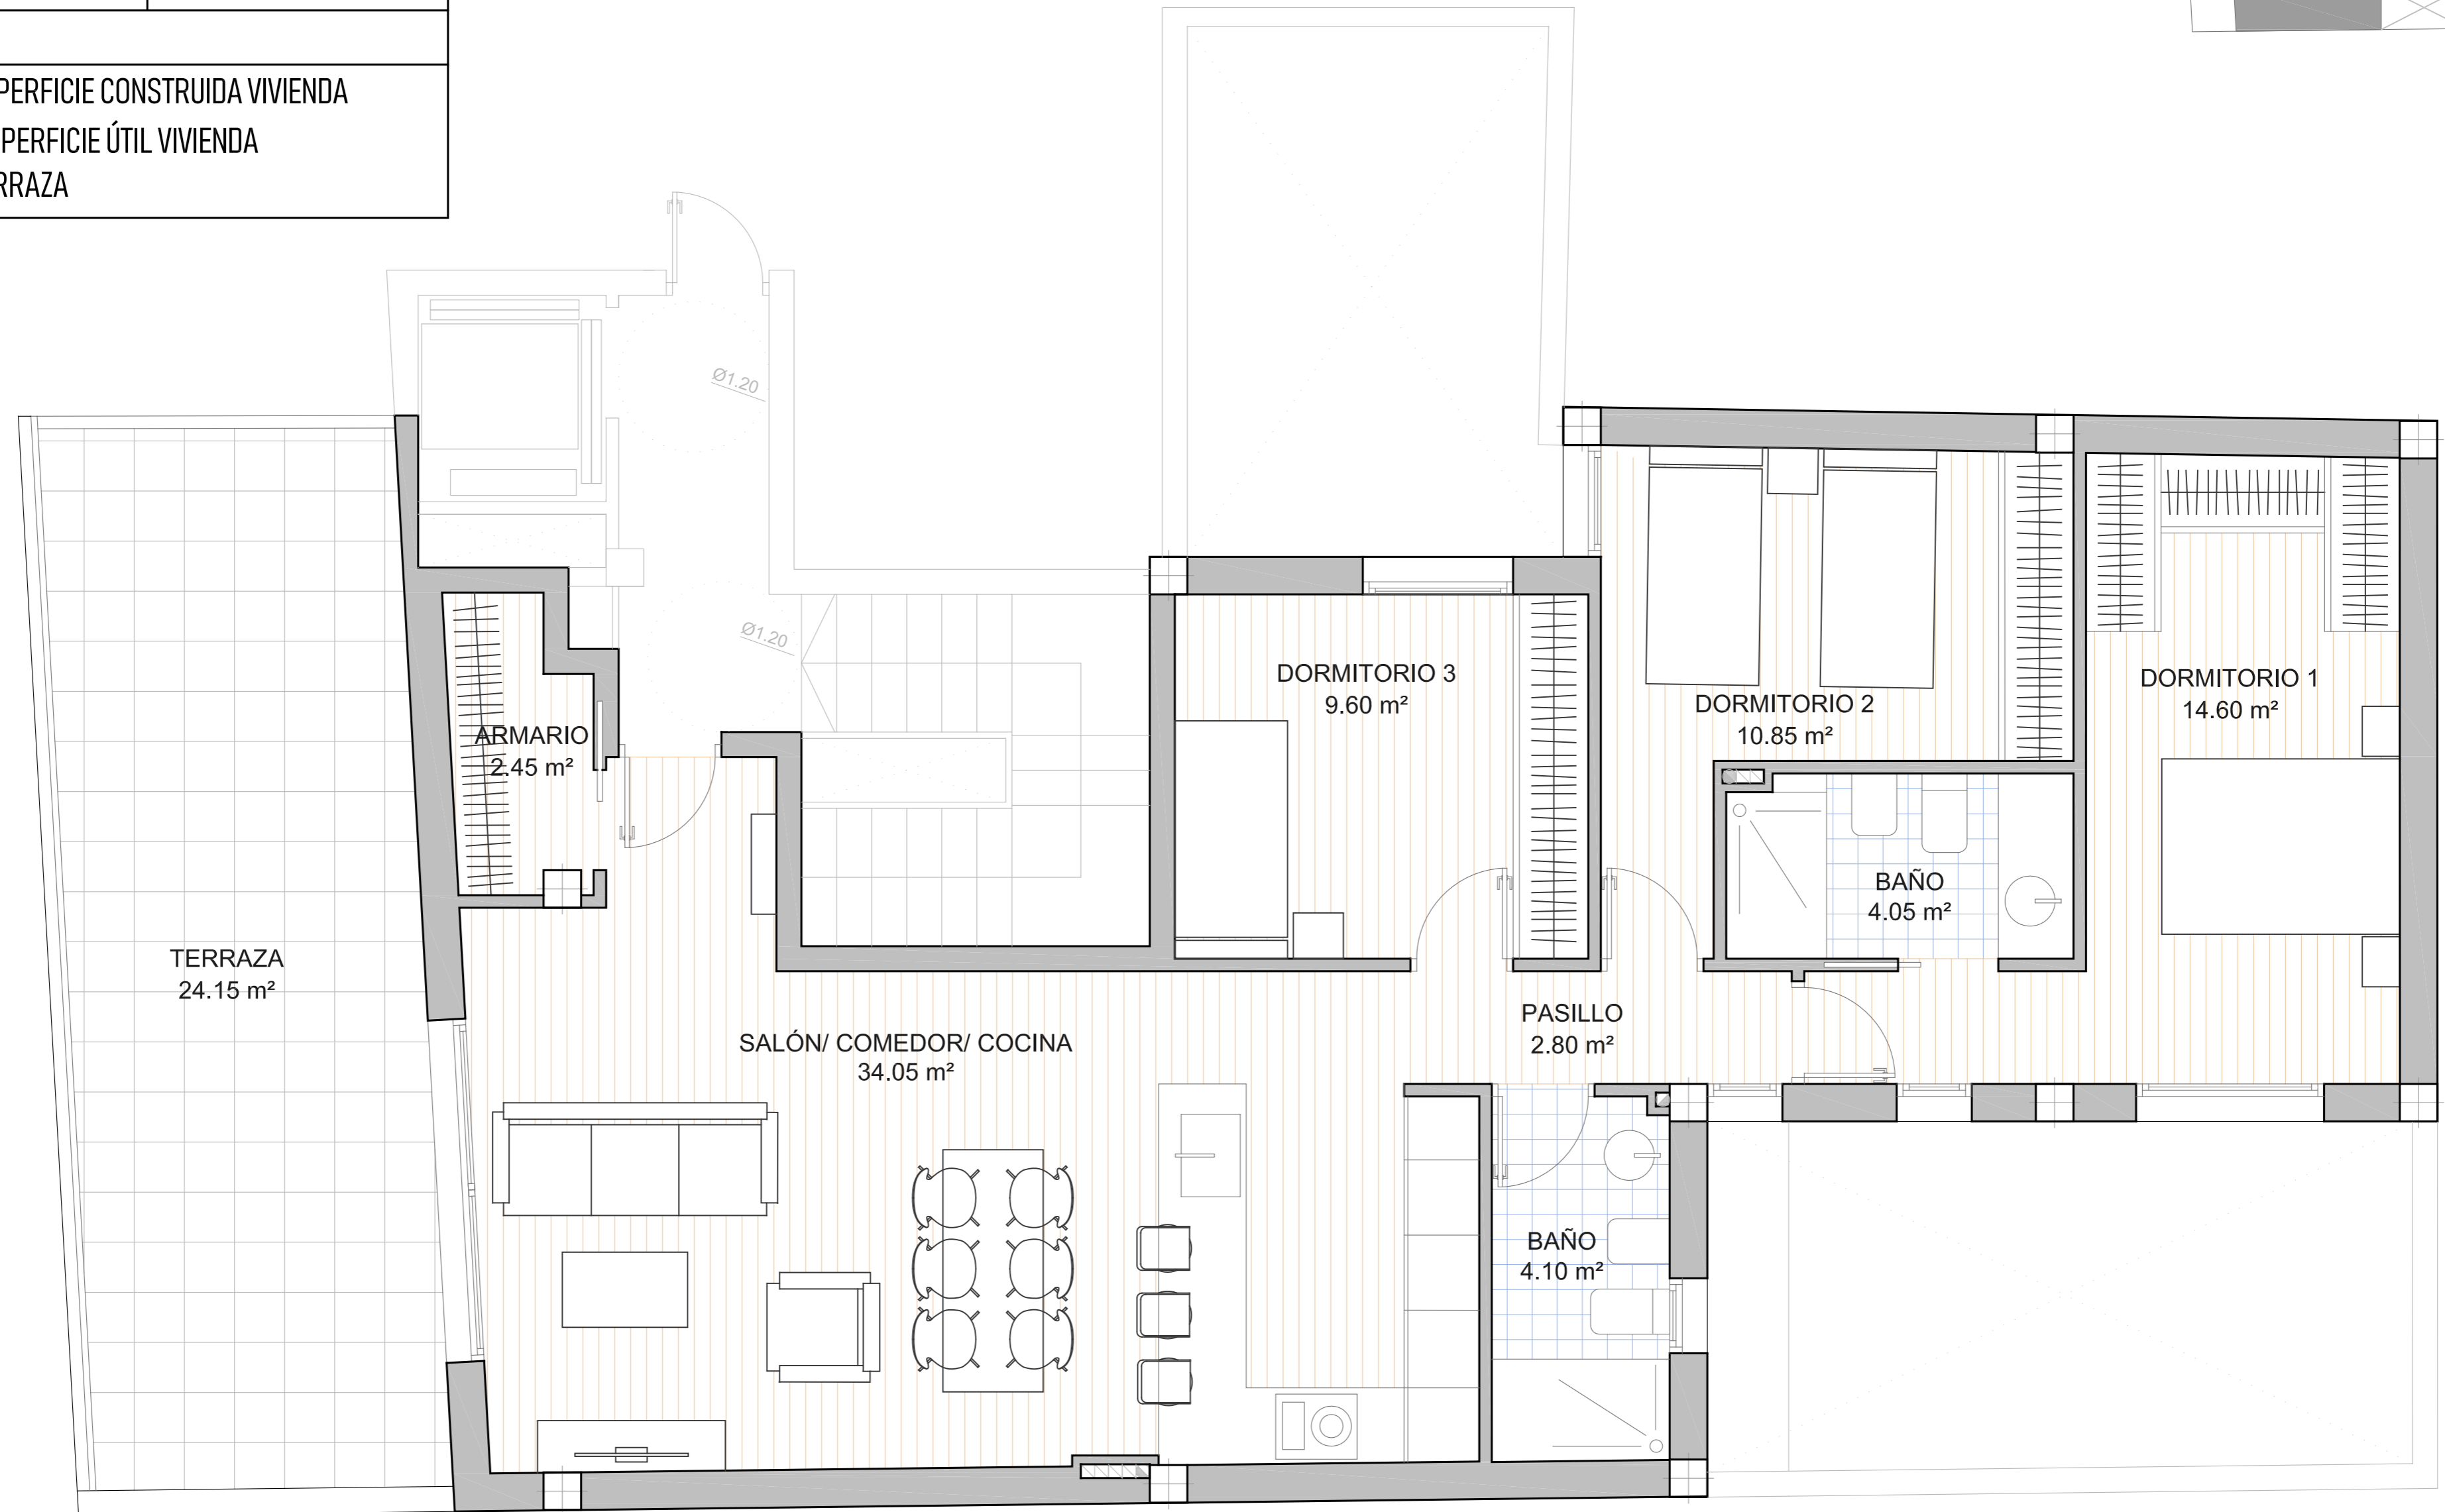 PERFICIE CONSTRUIDA VIVIENDA
PERFICIE ÚTIL VIVIENDA
RRAZA
Ø1.20
Ø1.20
DORMITORIO 3
9.60 m²
DORMITORIO 2
10.85 m²
DORMITORIO 1
14.60 m²
ARMARIO
2.45 m²
BAÑO
4.05 m²
TERRAZA
24.15 m²
SALÓN/ COMEDOR/ COCINA
34.05 m²
PASILLO
2.80 m²
BAÑO
4.10 m²